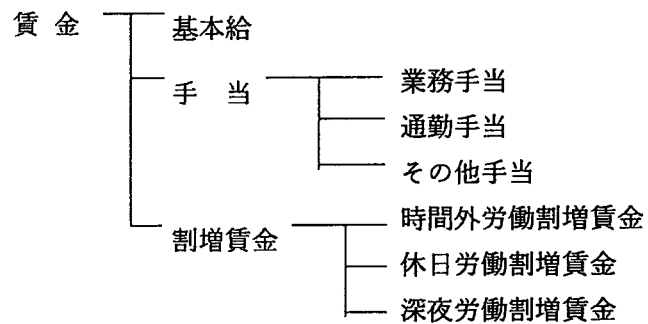 賃金 基本給
手当 業務手当
通勤手当
その他手当
割増賃金 時間外労働割増賃金
休日労働割増賃金
深夜労働割増賃金